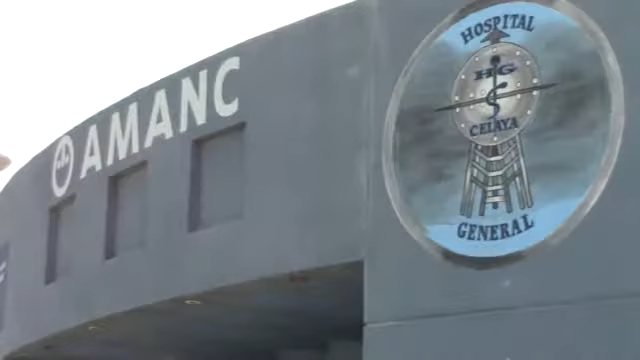 AMANC
HOSPITAL
HG
CELAYA
GENERAL